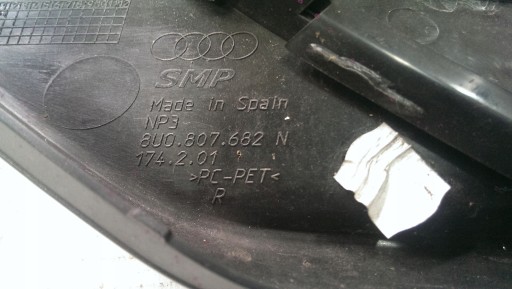 SMP
Made in Spain
NP3
8U0.807.682 N
174.2.01
>PC-PET<
R